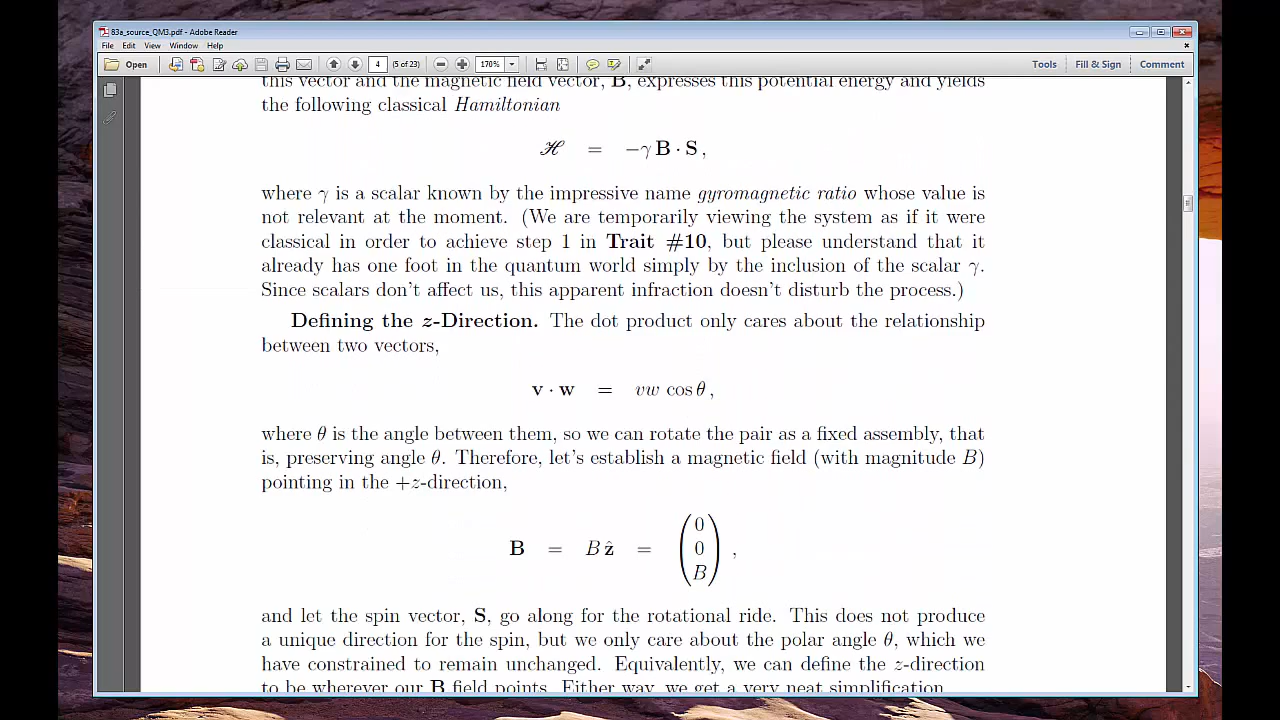 83a_source_QM3.pdf - Adobe Reader
File Edit View Window Help
Open 4 (5 of 23) 170% Tools Fill & Sign Comment
this vector and the magnetic field vector, B, expresses this potential energy and yields
the following classical Hamiltonian
ℋ = −γ B · S ,
where γ is a scalar known by the impressive name gyromagnetic ratio whose value is
not relevant at the moment. (We are temporarily viewing the system as if it were
classical in order to achieve step 1 in Trait #10, but please understand that it
already has one foot in the quantum world simply by the inclusion of the scalar γ.
Since scalars don't affect us, this apparent infraction doesn't disturb the process.)
Defining the z-Direction. The dot product only cares about the relationship
between two vectors,
v · w = vw cos θ ,
where θ is the angle between them, so we can rotate the pair as a fixed assembly, that
is, preserving angle θ. Therefore, let's establish a magnetic field (with magnitude B)
pointing in the +z-direction,
B = B ẑ = (0 0 B) ,
and let the spin vector, S, go along for the rotational ride. This does not produce
a unique direction for the spin, but we only care about the polar angle θ, which we
have constrained to remain unchanged. Equivalently, we can define the z-direction